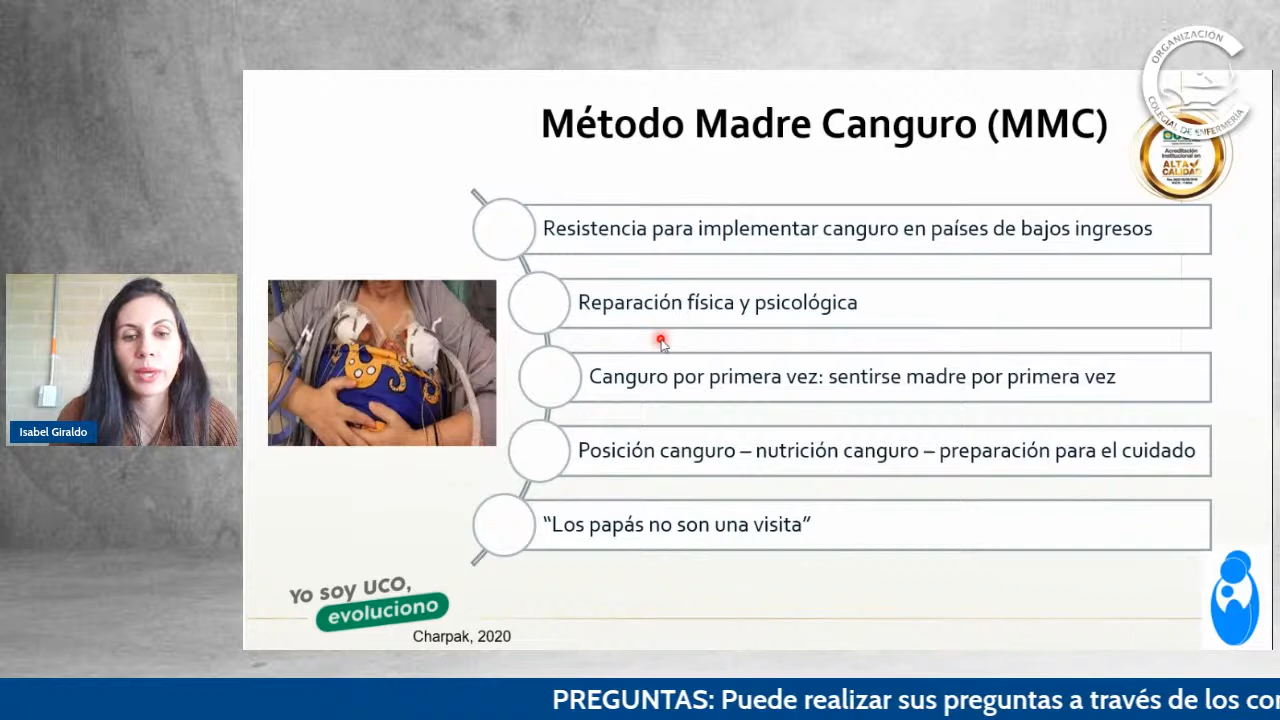 ORGANIZACIÓN
COLEGIAL DE ENFERMERÍA
Método Madre Canguro (MMC)
Acreditación
Institucional en
ALTA
CALIDAD
Resistencia para implementar canguro en países de bajos ingresos
Reparación física y psicológica
Canguro por primera vez: sentirse madre por primera vez
Posición canguro – nutrición canguro – preparación para el cuidado
“Los papás no son una visita”
Isabel Giraldo
Yo soy UCO,
evoluciono
Charpak, 2020
PREGUNTAS: Puede realizar sus preguntas a través de los co